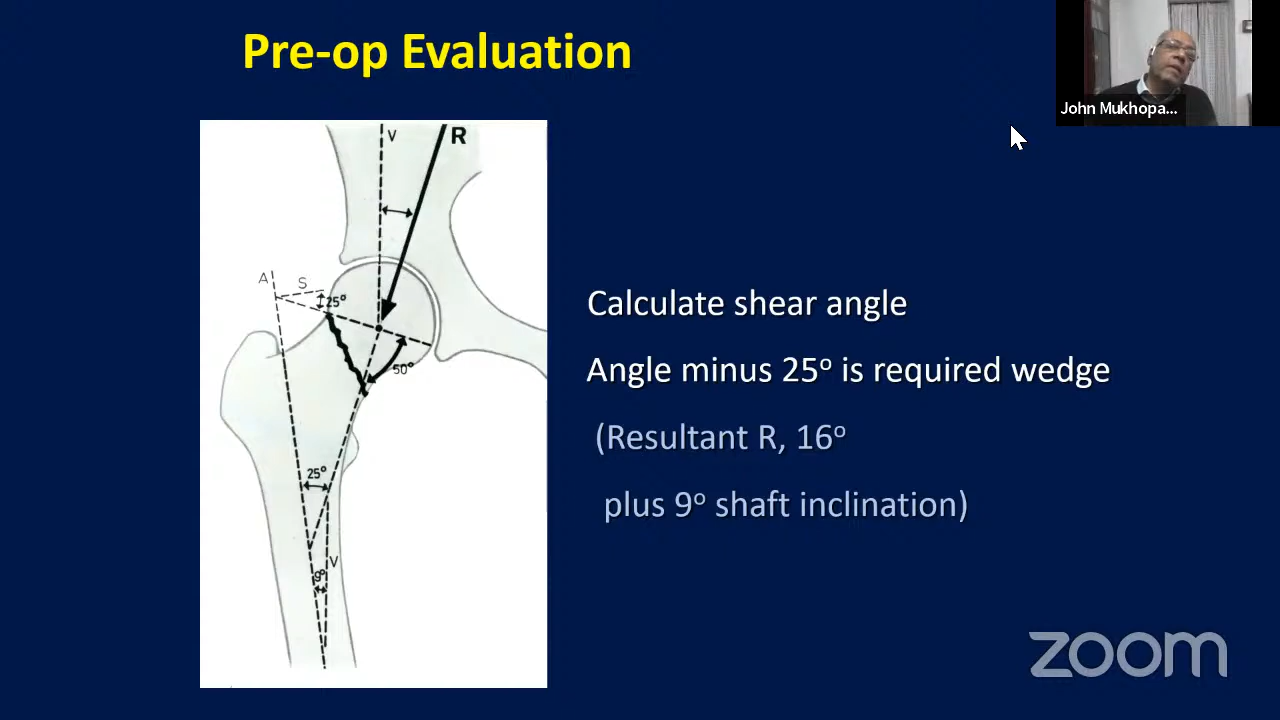 Pre-op Evaluation
John Mukhopa...
V
R
A
S
25°
50°
Calculate shear angle
Angle minus 25° is required wedge
(Resultant R, 16°
plus 9° shaft inclination)
25°
V
9°
zoom